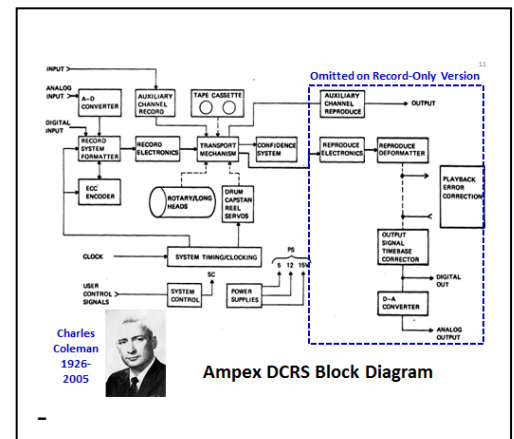 11
Omitted on Record-Only Version
INPUT
ANALOG
INPUT
A-D
CONVERTER
AUXILIARY
CHANNEL
RECORD
TAPE CASSETTE
AUXILIARY
CHANNEL
REPRODUCE
OUTPUT
DIGITAL
INPUT
RECORD
SYSTEM
FORMATTER
RECORD
ELECTRONICS
TRANSPORT
MECHANISM
CONFIDENCE
SYSTEM
REPRODUCE
ELECTRONICS
REPRODUCE
DEFORMATTER
ECC
ENCODER
ROTARY/LONG
HEADS
DRUM
CAPSTAN
REEL
SERVOS
PLAYBACK
ERROR
CORRECTION
OUTPUT
SIGNAL
TIMEBASE
CORRECTOR
CLOCK
SYSTEM TIMING/CLOCKING
PS
5 12 15V
SC
DIGITAL
OUT
USER
CONTROL
SIGNALS
SYSTEM
CONTROL
POWER
SUPPLIES
D-A
CONVERTER
ANALOG
OUTPUT
Charles
Coleman
1926-
2005
Ampex DCRS Block Diagram